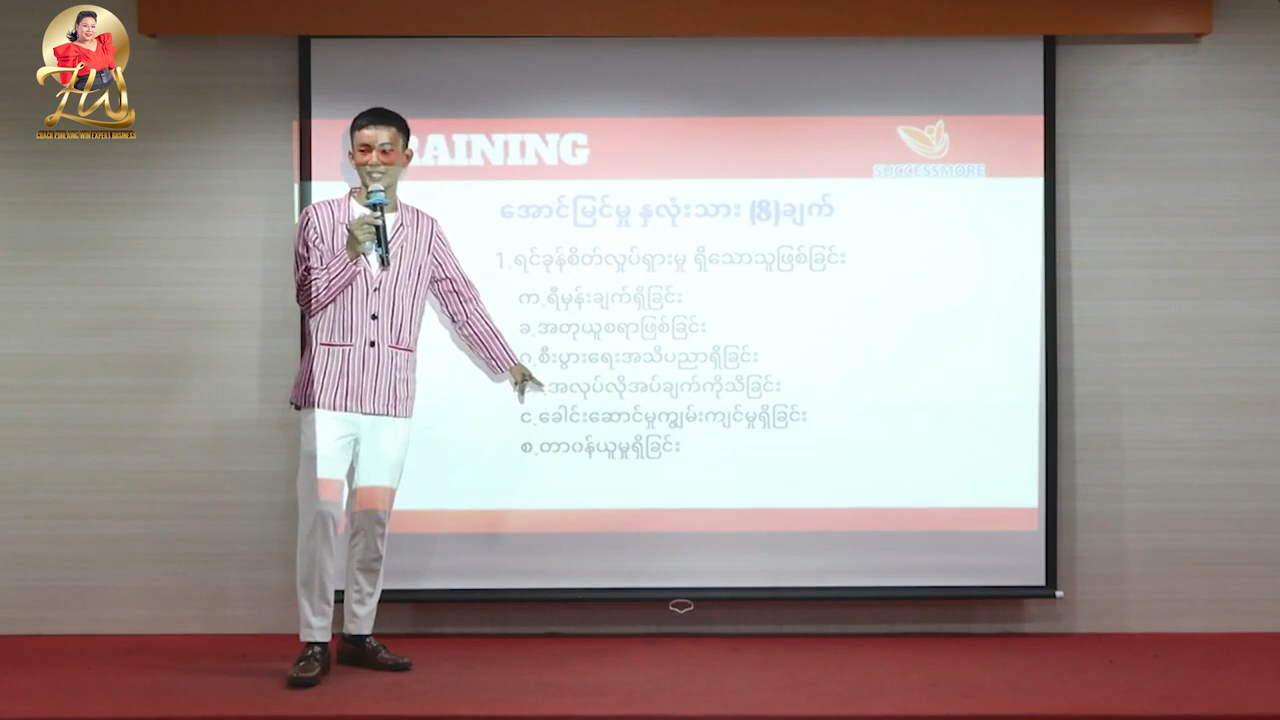 TRAINING
SUCCESSMORE
အောင်မြင်မှု နှလုံးသား (8)ချက်
1.ရင်ခုန်စိတ်လှုပ်ရှားမှု ရှိသောသူဖြစ်ခြင်း
က.ရီမှန်းချက်ရှိခြင်း
ခ.အတုယူစရာဖြစ်ခြင်း
ဂ.စီးပွားရေးအသိပညာရှိခြင်း
အလုပ်လိုအပ်ချက်ကိုသိခြင်း
င.ခေါင်းဆောင်မှုကျွမ်းကျင်မှုရှိခြင်း
စ.တာဝန်ယူမှုရှိခြင်း